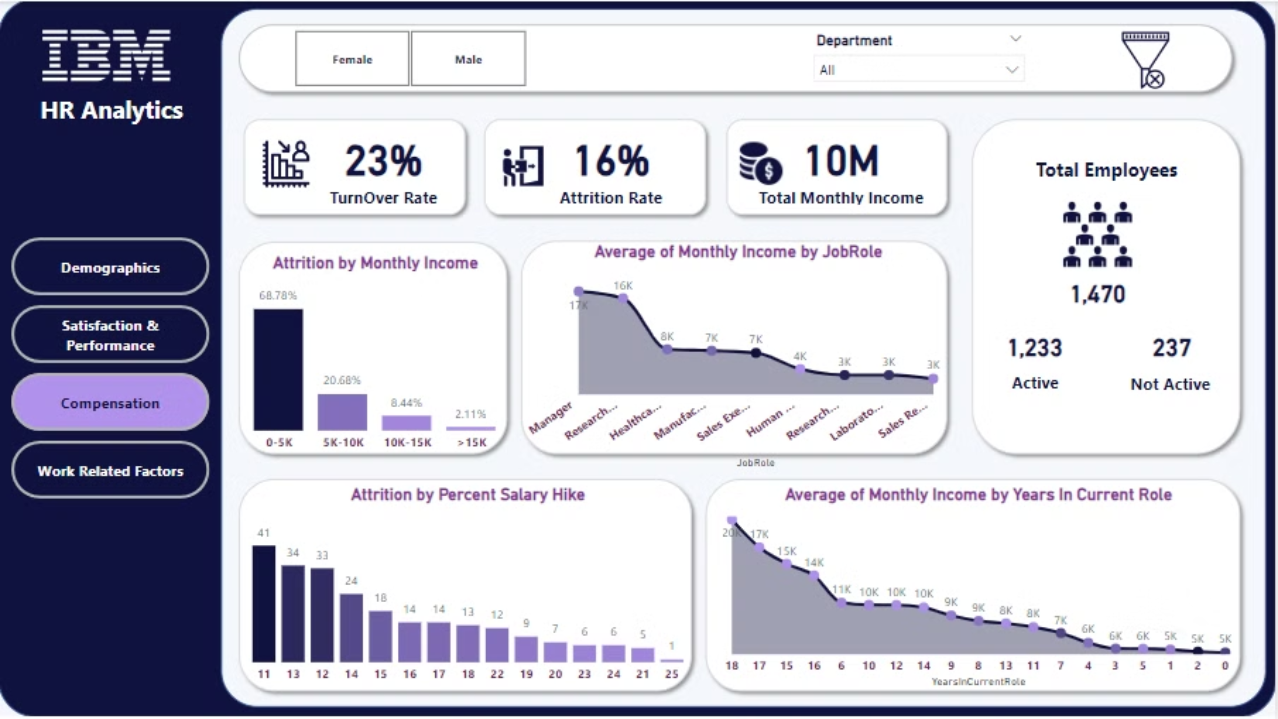 IBM
HR Analytics
Demographics
Satisfaction &
Performance
Compensation
Work Related Factors
Female
Male
Department
All
23%
TurnOver Rate
16%
Attrition Rate
10M
Total Monthly Income
Total Employees
1,470
1,233
Active
237
Not Active
Attrition by Monthly Income
68.78%
20.68%
8.44%
2.11%
0-5K
5K-10K
10K-15K
>15K
Average of Monthly Income by JobRole
17K
16K
8K
7K
7K
4K
3K
3K
3K
Manager
Research...
Healthca...
Manufac...
Sales Exe...
Human ...
Research...
Laborato...
Sales Re...
JobRole
Attrition by Percent Salary Hike
41
34
33
24
18
14
14
13
12
9
7
6
6
5
1
11
13
12
14
15
16
17
18
22
19
20
23
24
21
25
Average of Monthly Income by Years In Current Role
20K
17K
15K
14K
11K
10K
10K
10K
9K
9K
8K
8K
7K
6K
6K
6K
5K
5K
5K
18
17
15
16
6
10
12
14
9
8
13
11
7
4
3
5
1
2
0
YearsInCurrentRole